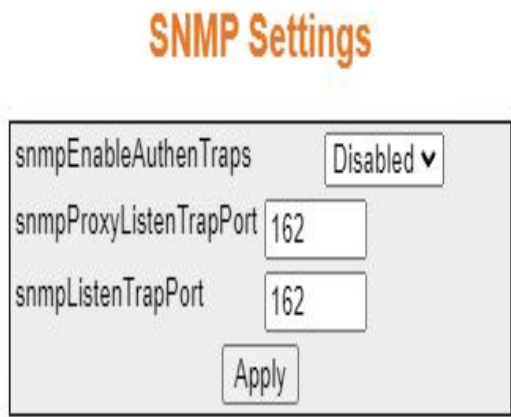 SNMP Settings
snmpEnableAuthenTraps Disabled
snmpProxyListenTrapPort 162
snmpListenTrapPort 162
Apply